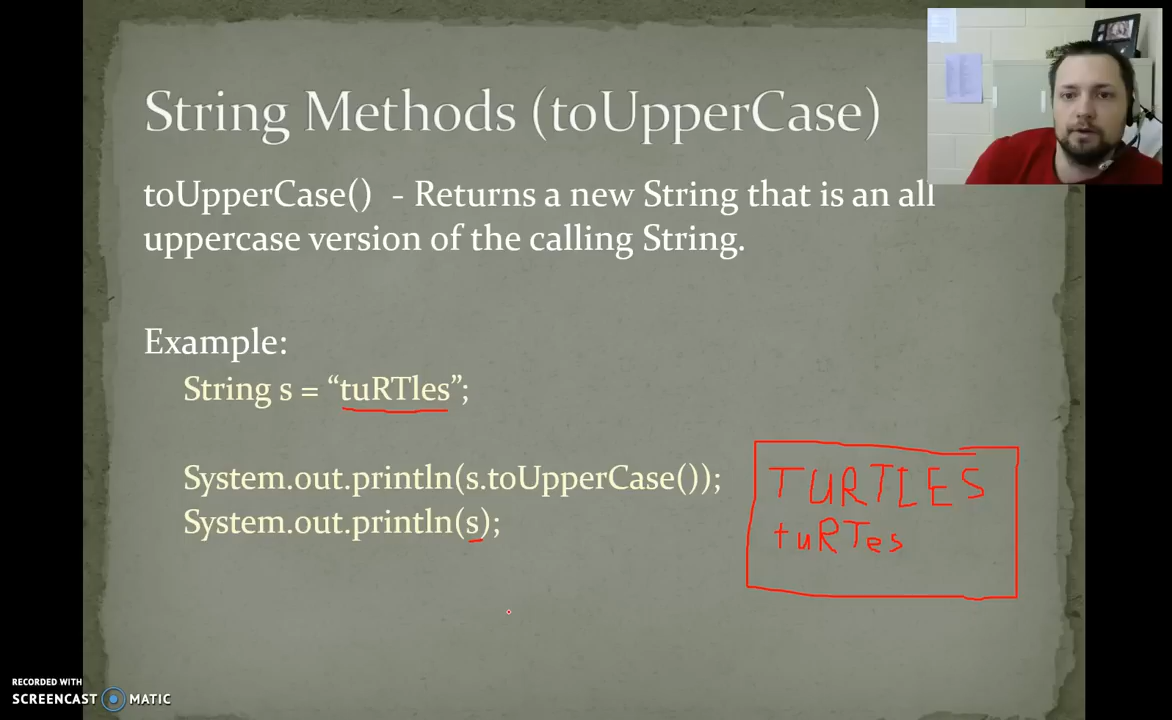 String Methods (toUpperCase)
toUpperCase() - Returns a new String that is an all
uppercase version of the calling String.
Example:
String s = “tuRTles”;
System.out.println(s.toUpperCase());
System.out.println(s);
TURTLES
tuRTes
RECORDED WITH
SCREENCAST MATIC